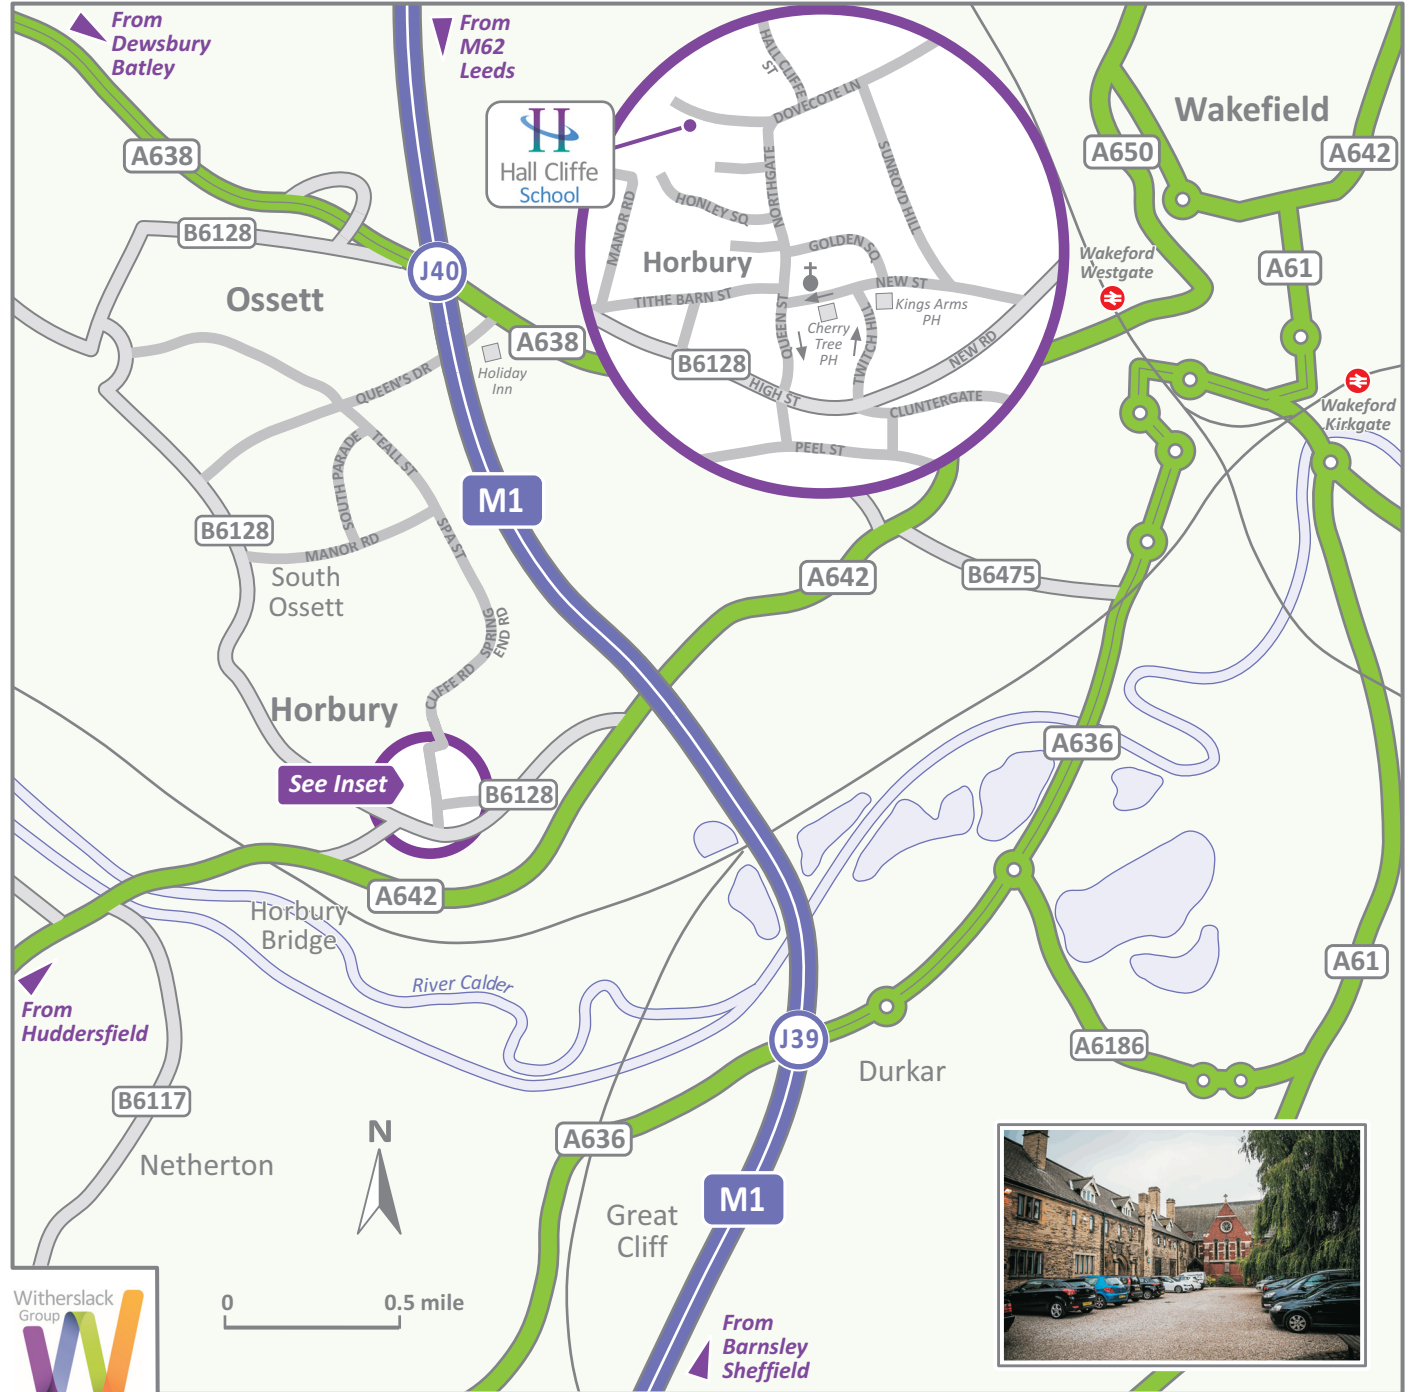 From
Dewsbury
Batley
From
M62
Leeds
A638
B6128
Ossett
J40
A638
Holiday
Inn
QUEEN'S DR
SOUTH PARADE
TEALL ST
MANOR RD
SPA ST
B6128
South
Ossett
M1
SPRING
END RD
CLIFFE RD
Horbury
See Inset
B6128
A642
Horbury
Bridge
From
Huddersfield
River Calder
B6117
Netherton
N
0
0.5 mile
Witherslack
Group
H
Hall Cliffe
School
HALL CLIFFE
ST
DOVECOTE LN
NORTHGATE
SUNROYD HILL
MANOR RD
HONLEY SQ
GOLDEN SQ
Horbury
TITHE BARN ST
NEW ST
Kings Arms
PH
QUEEN ST
Cherry
Tree
PH
TWITCH HILL
B6128
HIGH ST
NEW RD
CLUNTERGATE
PEEL ST
Wakefield
A650
A642
Wakeford
Westgate
A61
Wakeford
Kirkgate
A642
B6475
A636
A61
A6186
J39
Durkar
A636
Great
Cliff
M1
From
Barnsley
Sheffield